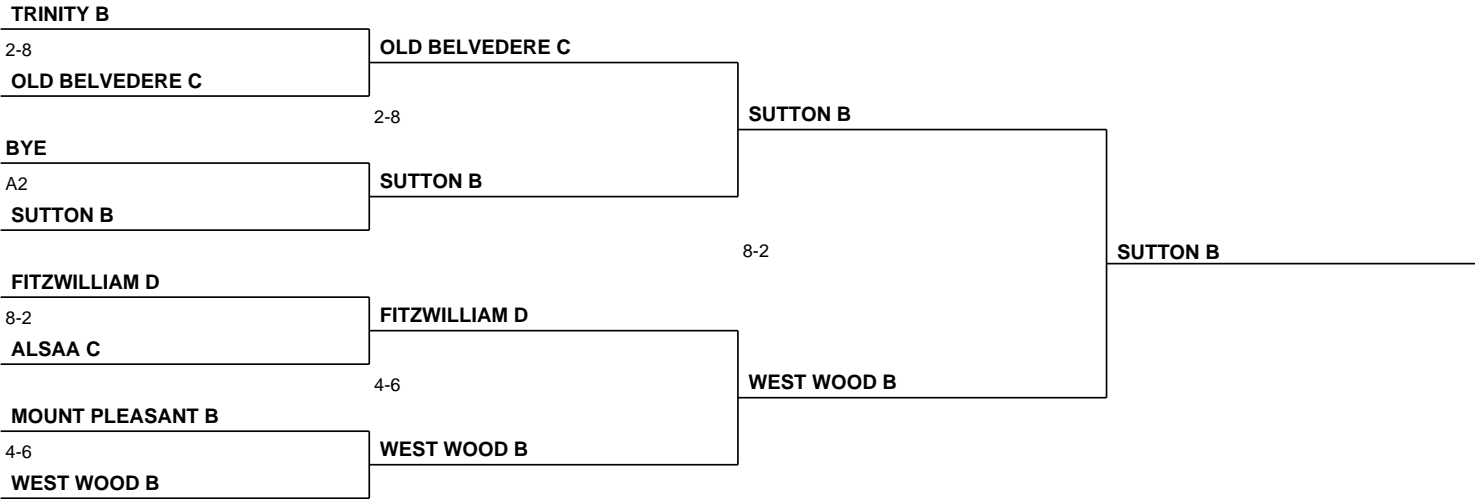 TRINITY B
2-8
OLD BELVEDERE C
OLD BELVEDERE C
2-8
SUTTON B
BYE
A2
SUTTON B
SUTTON B
8-2
SUTTON B
FITZWILLIAM D
8-2
FITZWILLIAM D
ALSAA C
4-6
WEST WOOD B
MOUNT PLEASANT B
4-6
WEST WOOD B
WEST WOOD B